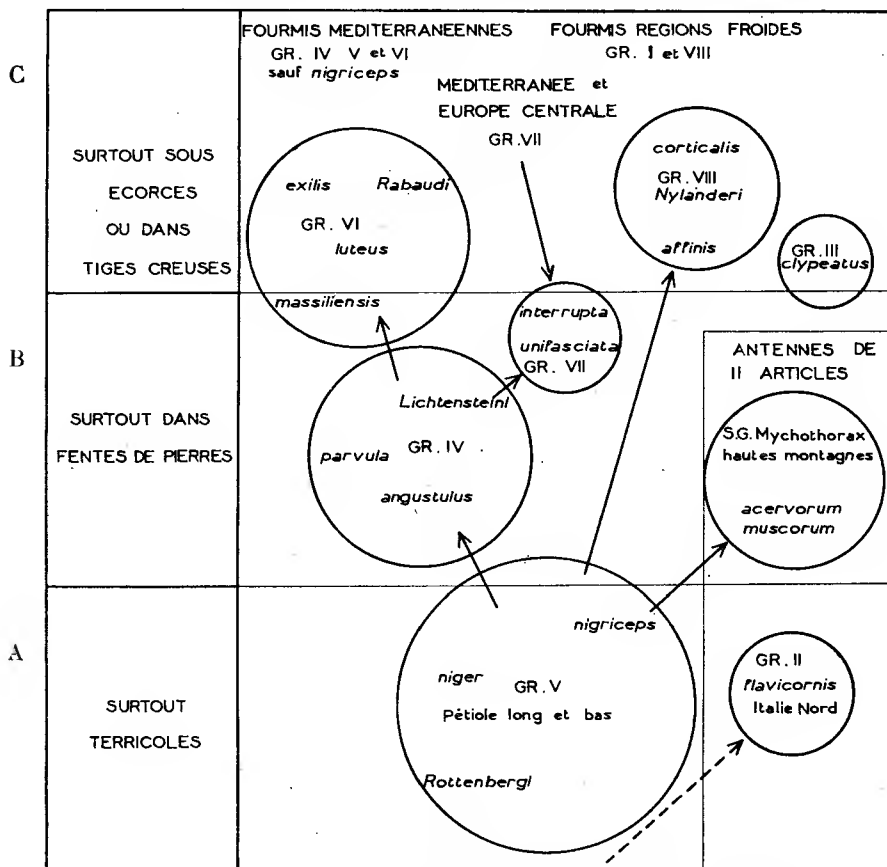 FOURMIS MEDITERRANEENNES
GR. IV V et VI
sauf nigriceps
FOURMIS REGIONS FROIDES
GR. I et VIII
MEDITERRANEE et
EUROPE CENTRALE
GR. VII
C
SURTOUT SOUS
ECORCES
OU DANS
TIGES CREUSES
exilis Rabaudi
GR. VI
luteus
massiliensis
corticalis
GR. VIII
Nylanderi
affinis
GR. III
clypeatus
B
SURTOUT DANS
FENTES DE PIERRES
interrupta
unifasciata
GR. VII
Lichtensteini
parvula GR. IV
angustulus
ANTENNES DE
II ARTICLES
S.G. Mychothorax
hautes montagnes
acervorum
muscorum
A
SURTOUT
TERRICOLES
nigriceps
niger GR. V
Pétiole long et bas
Rottenbergi
GR. II
flavicornis
Italie Nord